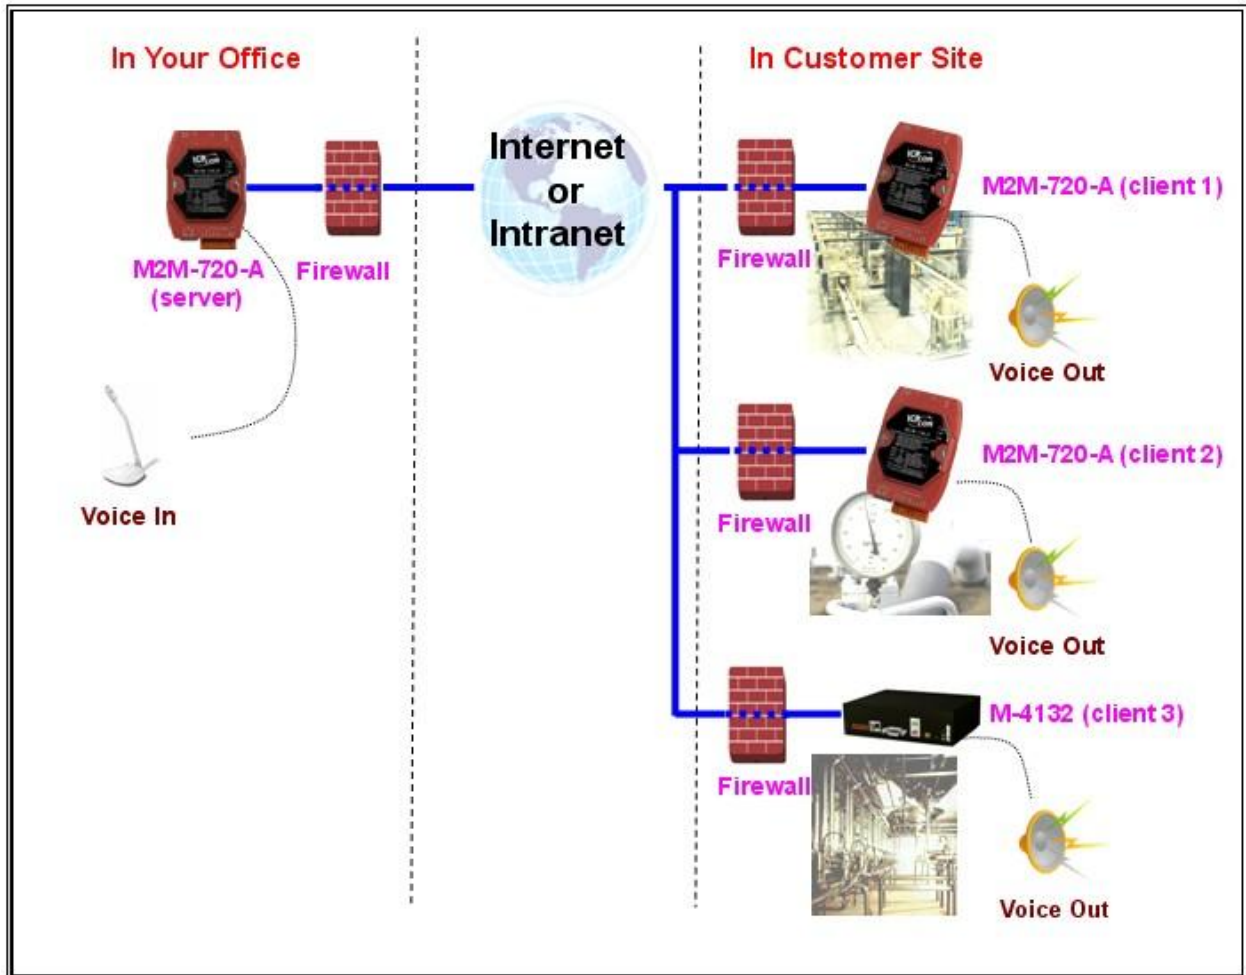 In Your Office
In Customer Site
Internet
or
Intranet
M2M-720-A
(server)
Firewall
Voice In
Firewall
M2M-720-A (client 1)
Voice Out
Firewall
M2M-720-A (client 2)
Voice Out
Firewall
M-4132 (client 3)
Voice Out